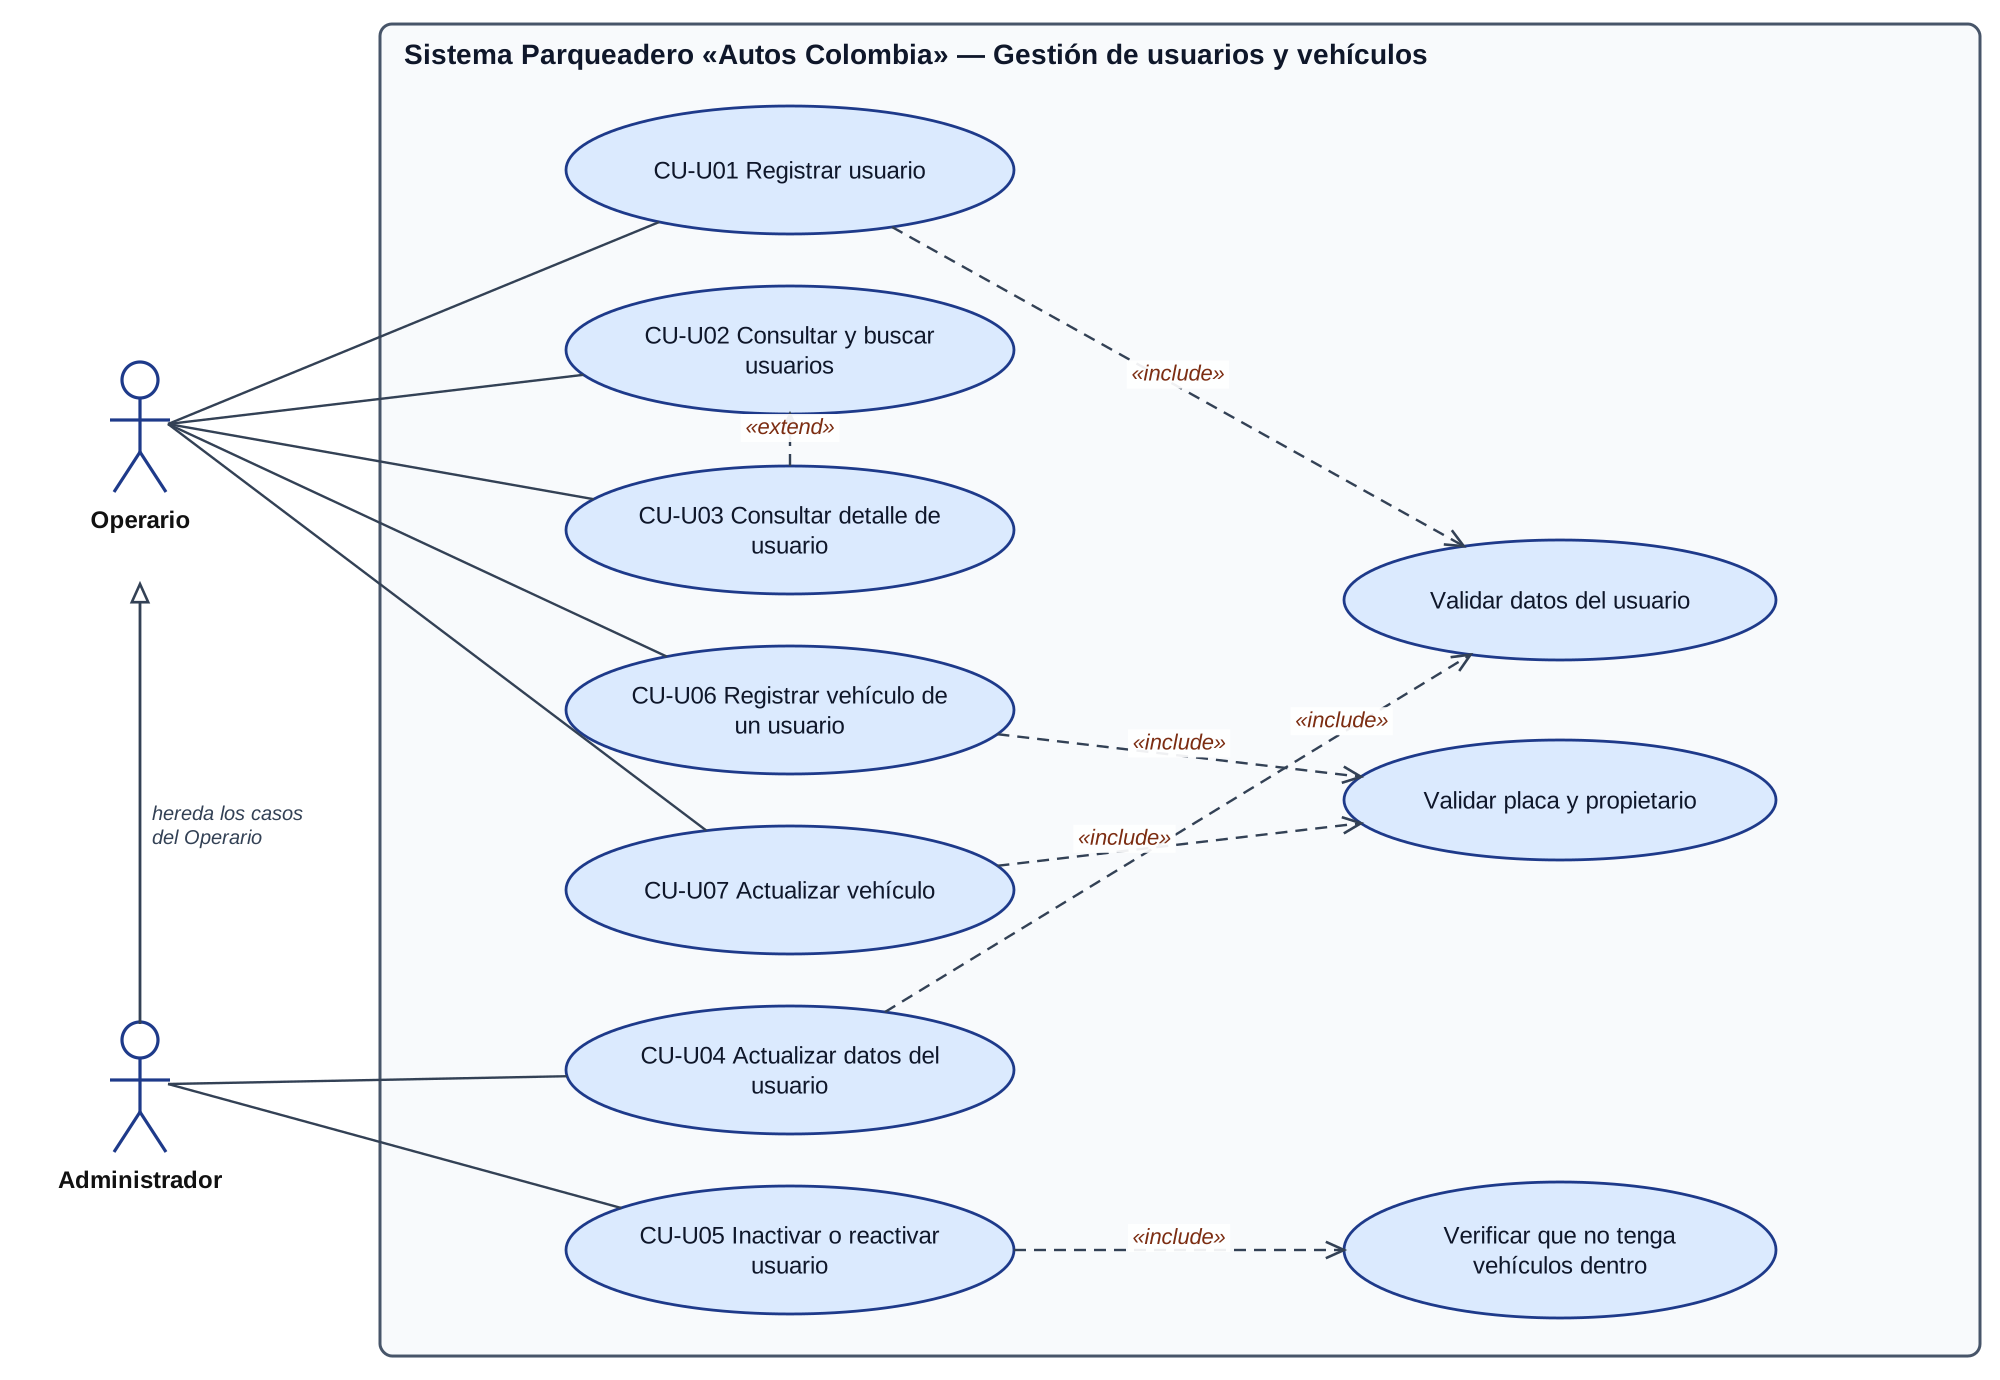 Sistema Parqueadero «Autos Colombia» — Gestión de usuarios y vehículos
CU-U01 Registrar usuario
CU-U02 Consultar y buscar
usuarios
«include»
«extend»
Operario
CU-U03 Consultar detalle de
usuario
Validar datos del usuario
CU-U06 Registrar vehículo de
un usuario
«include»
«include»
Validar placa y propietario
hereda los casos
del Operario
«include»
CU-U07 Actualizar vehículo
CU-U04 Actualizar datos del
usuario
Administrador
CU-U05 Inactivar o reactivar
usuario
«include»
Verificar que no tenga
vehículos dentro